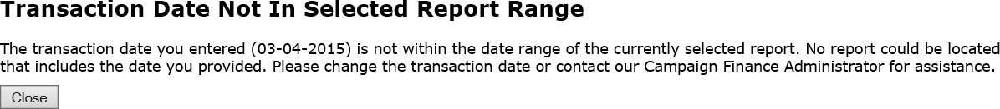 Transaction Date Not In Selected Report Range
The transaction date you entered (03-04-2015) is not within the date range of the currently selected report. No report could be located
that includes the date you provided. Please change the transaction date or contact our Campaign Finance Administrator for assistance.
Close